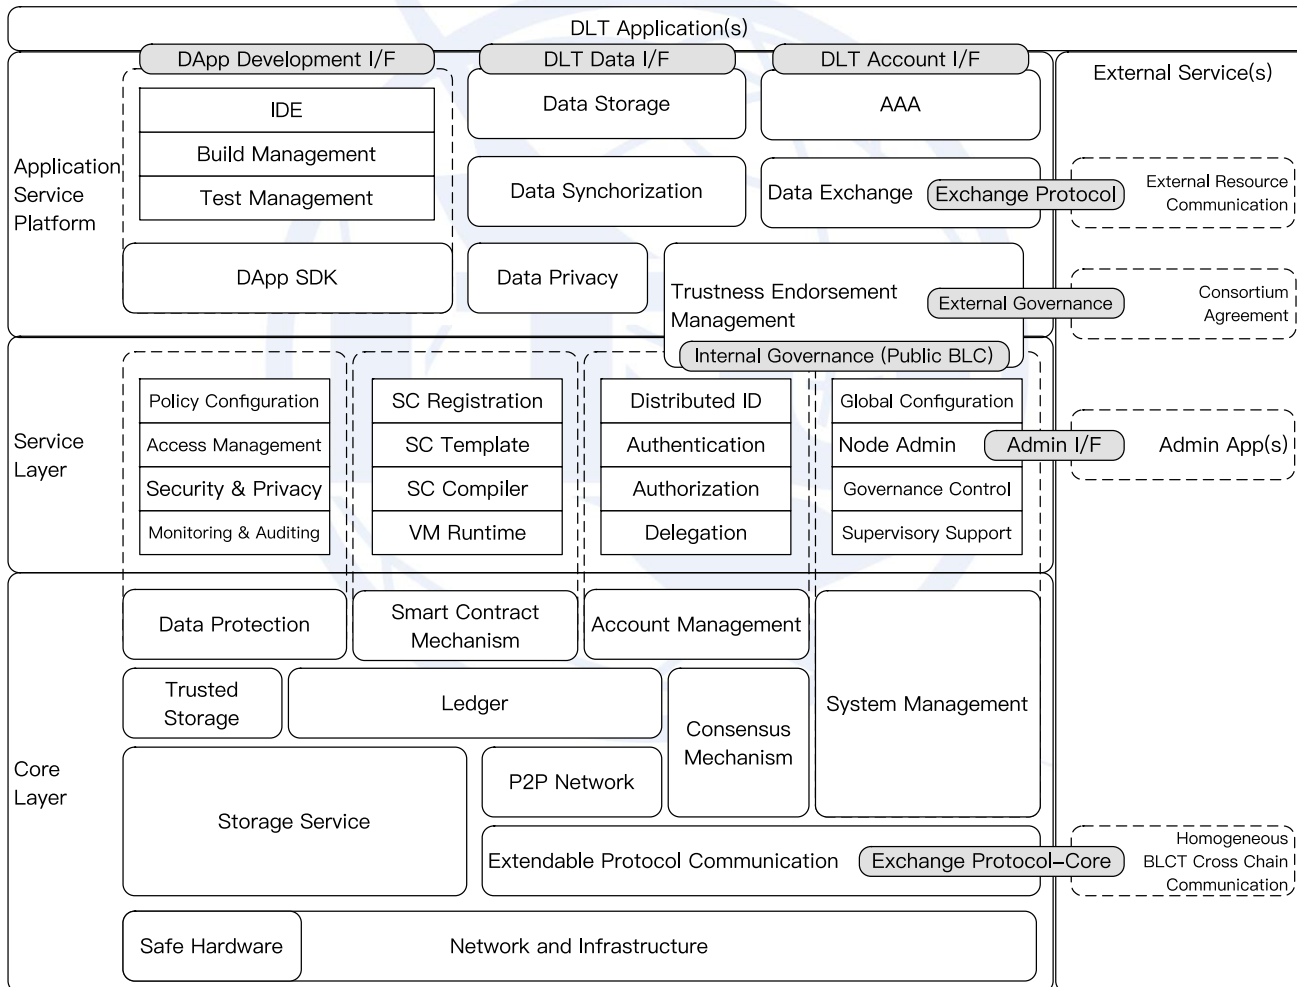 DLT Application(s)
DApp Development I/F
DLT Data I/F
DLT Account I/F
External Service(s)
Application
Service
Platform
IDE
Build Management
Test Management
DApp SDK
Data Storage
AAA
Data Synchorization
Data Exchange
Exchange Protocol
External Resource
Communication
Data Privacy
Trustness Endorsement
Management
External Governance
Consortium
Agreement
Internal Governance (Public BLC)
Service
Layer
Policy Configuration
Access Management
Security & Privacy
Monitoring & Auditing
SC Registration
SC Template
SC Compiler
VM Runtime
Distributed ID
Authentication
Authorization
Delegation
Global Configuration
Node Admin
Governance Control
Supervisory Support
Admin I/F
Admin App(s)
Core
Layer
Data Protection
Smart Contract
Mechanism
Account Management
System Management
Trusted
Storage
Ledger
Consensus
Mechanism
Storage Service
P2P Network
Extendable Protocol Communication
Exchange Protocol-Core
Homogeneous
BLCT Cross Chain
Communication
Safe Hardware
Network and Infrastructure